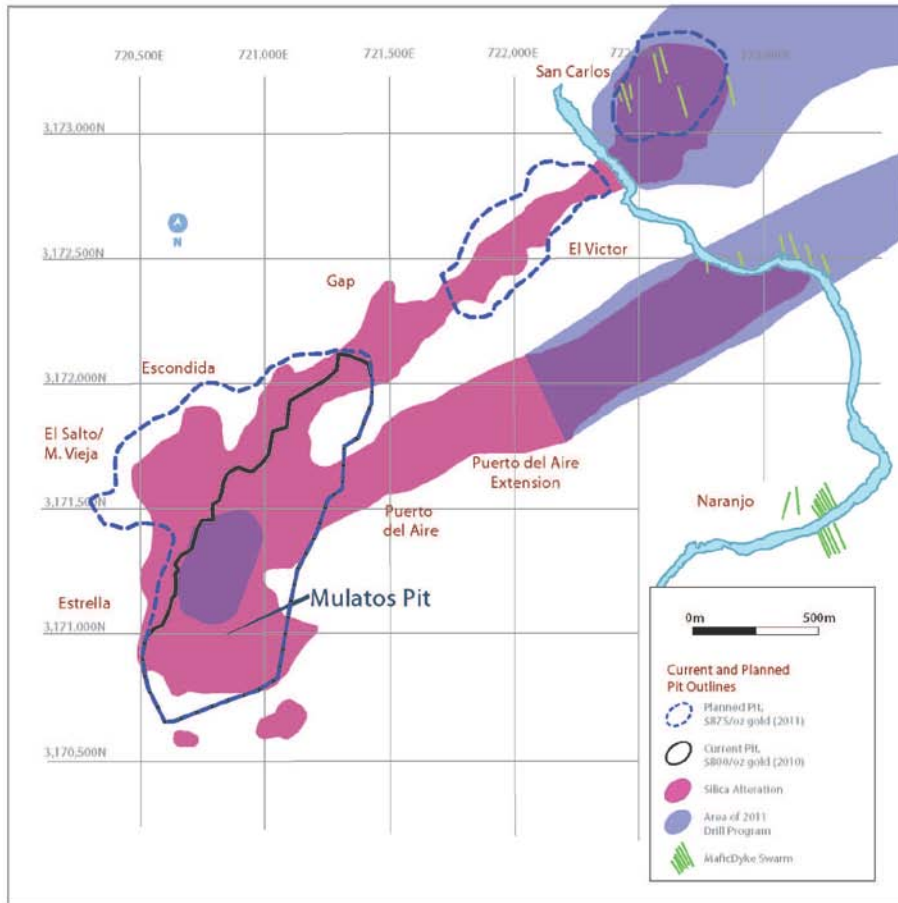 720,500E
721,000E
721,500E
722,000E
San Carlos
3,173,000N
N
3,172,500N
El Victor
Gap
3,172,000N
Escondida
El Salto/
M. Vieja
Puerto del Aire
Extension
3,171,500N
Naranjo
Puerto
del Aire
Estrella
Mulatos Pit
3,171,000N
3,170,500N
0m
500m
Current and Planned
Pit Outlines
Planned Pit,
$875/oz gold (2011)
Current Pit,
$800/oz gold (2010)
Silica Alteration
Area of 2011
Drill Program
MaficDyke Swarm